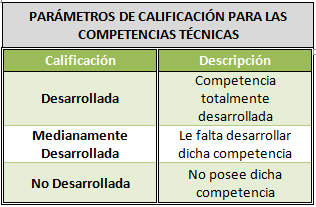 PARÁMETROS DE CALIFICACIÓN PARA LAS
COMPETENCIAS TÉCNICAS
Calificación Descripción
Desarrollada Competencia
totalmente
desarrollada
Medianamente
Desarrollada Le falta desarrollar
dicha competencia
No Desarrollada No posee dicha
competencia